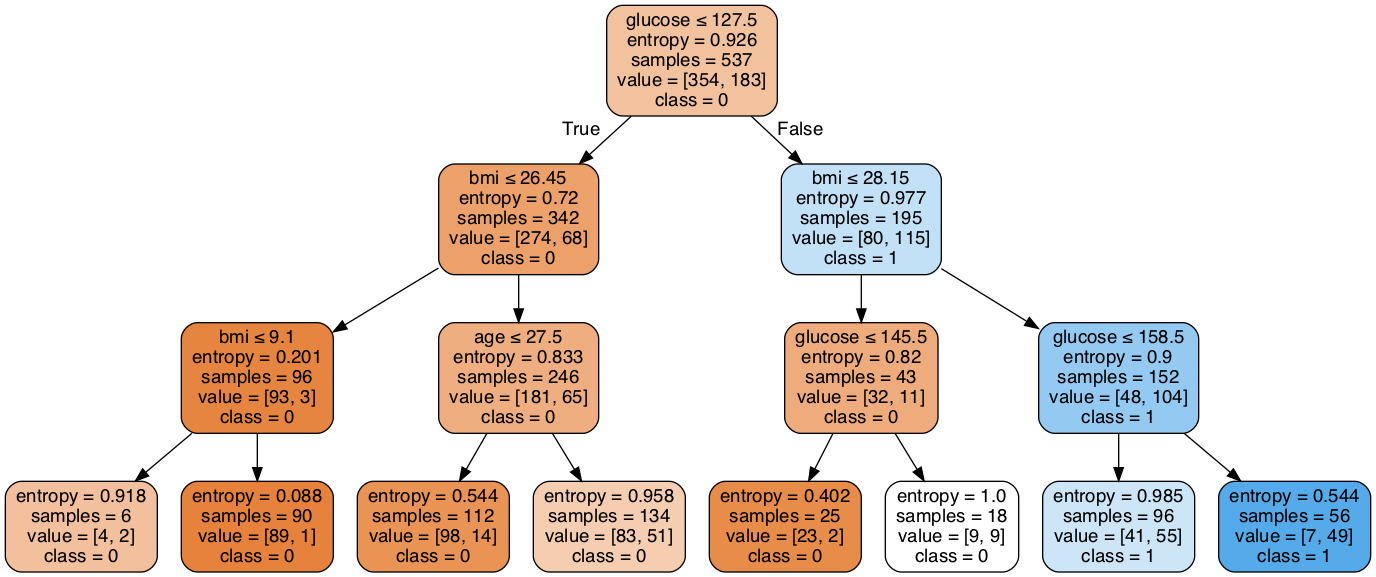 glucose ≤ 127.5
entropy = 0.926
samples = 537
value = [354, 183]
class = 0
True
False
bmi ≤ 26.45
entropy = 0.72
samples = 342
value = [274, 68]
class = 0
bmi ≤ 28.15
entropy = 0.977
samples = 195
value = [80, 115]
class = 1
bmi ≤ 9.1
entropy = 0.201
samples = 96
value = [93, 3]
class = 0
age ≤ 27.5
entropy = 0.833
samples = 246
value = [181, 65]
class = 0
glucose ≤ 145.5
entropy = 0.82
samples = 43
value = [32, 11]
class = 0
glucose ≤ 158.5
entropy = 0.9
samples = 152
value = [48, 104]
class = 1
entropy = 0.918
samples = 6
value = [4, 2]
class = 0
entropy = 0.088
samples = 90
value = [89, 1]
class = 0
entropy = 0.544
samples = 112
value = [98, 14]
class = 0
entropy = 0.958
samples = 134
value = [83, 51]
class = 0
entropy = 0.402
samples = 25
value = [23, 2]
class = 0
entropy = 1.0
samples = 18
value = [9, 9]
class = 0
entropy = 0.985
samples = 96
value = [41, 55]
class = 1
entropy = 0.544
samples = 56
value = [7, 49]
class = 1